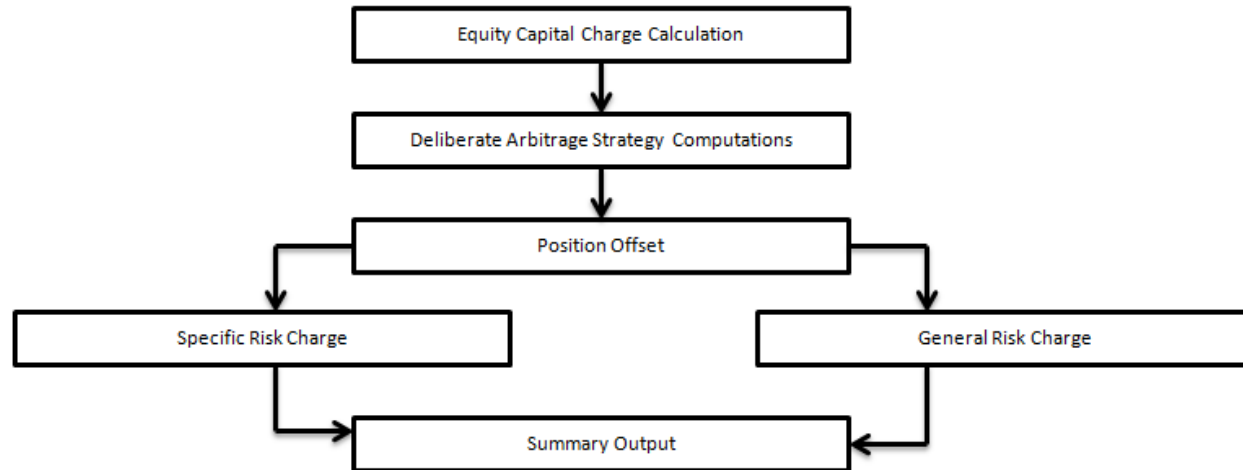 Equity Capital Charge Calculation
Deliberate Arbitrage Strategy Computations
Position Offset
Specific Risk Charge
General Risk Charge
Summary Output